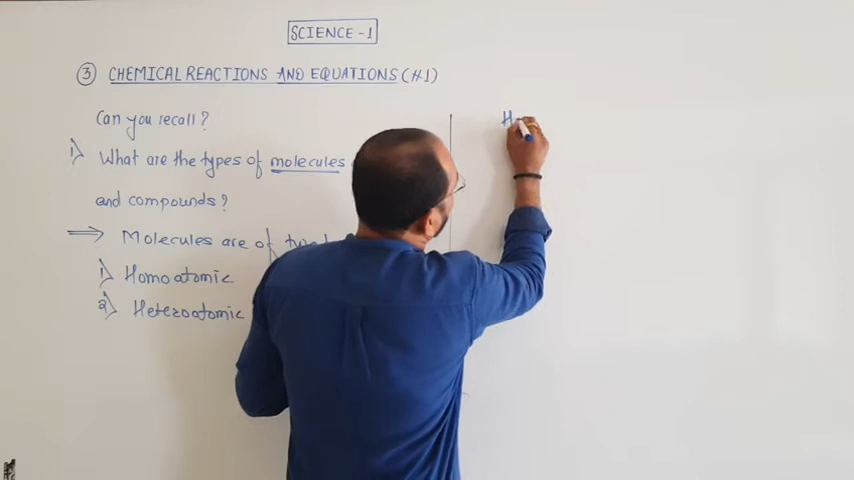 SCIENCE-1
③ CHEMICAL REACTIONS AND EQUATIONS (H.1)
Can you recall?
1) What are the types of molecules
and compounds?
⇒ Molecules are of
1) Homoatomic
2) Heteroatomic
H